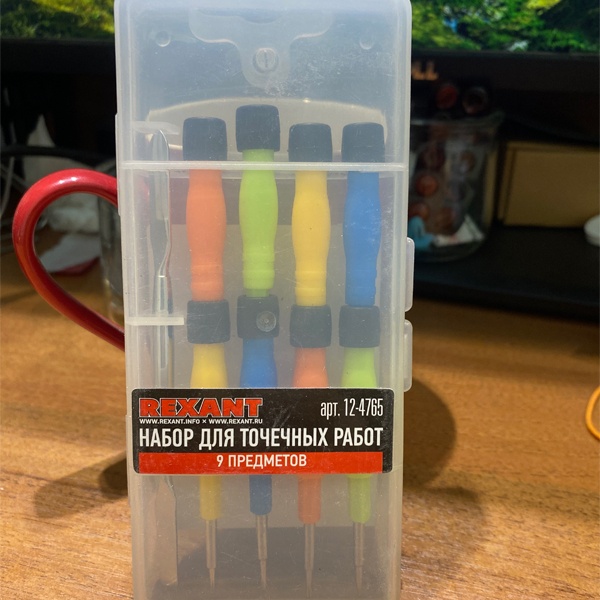 REXANT арт. 12-4765
WWW.REXANT.INFO × WWW.REXANT.RU
НАБОР ДЛЯ ТОЧЕЧНЫХ РАБОТ
9 ПРЕДМЕТОВ